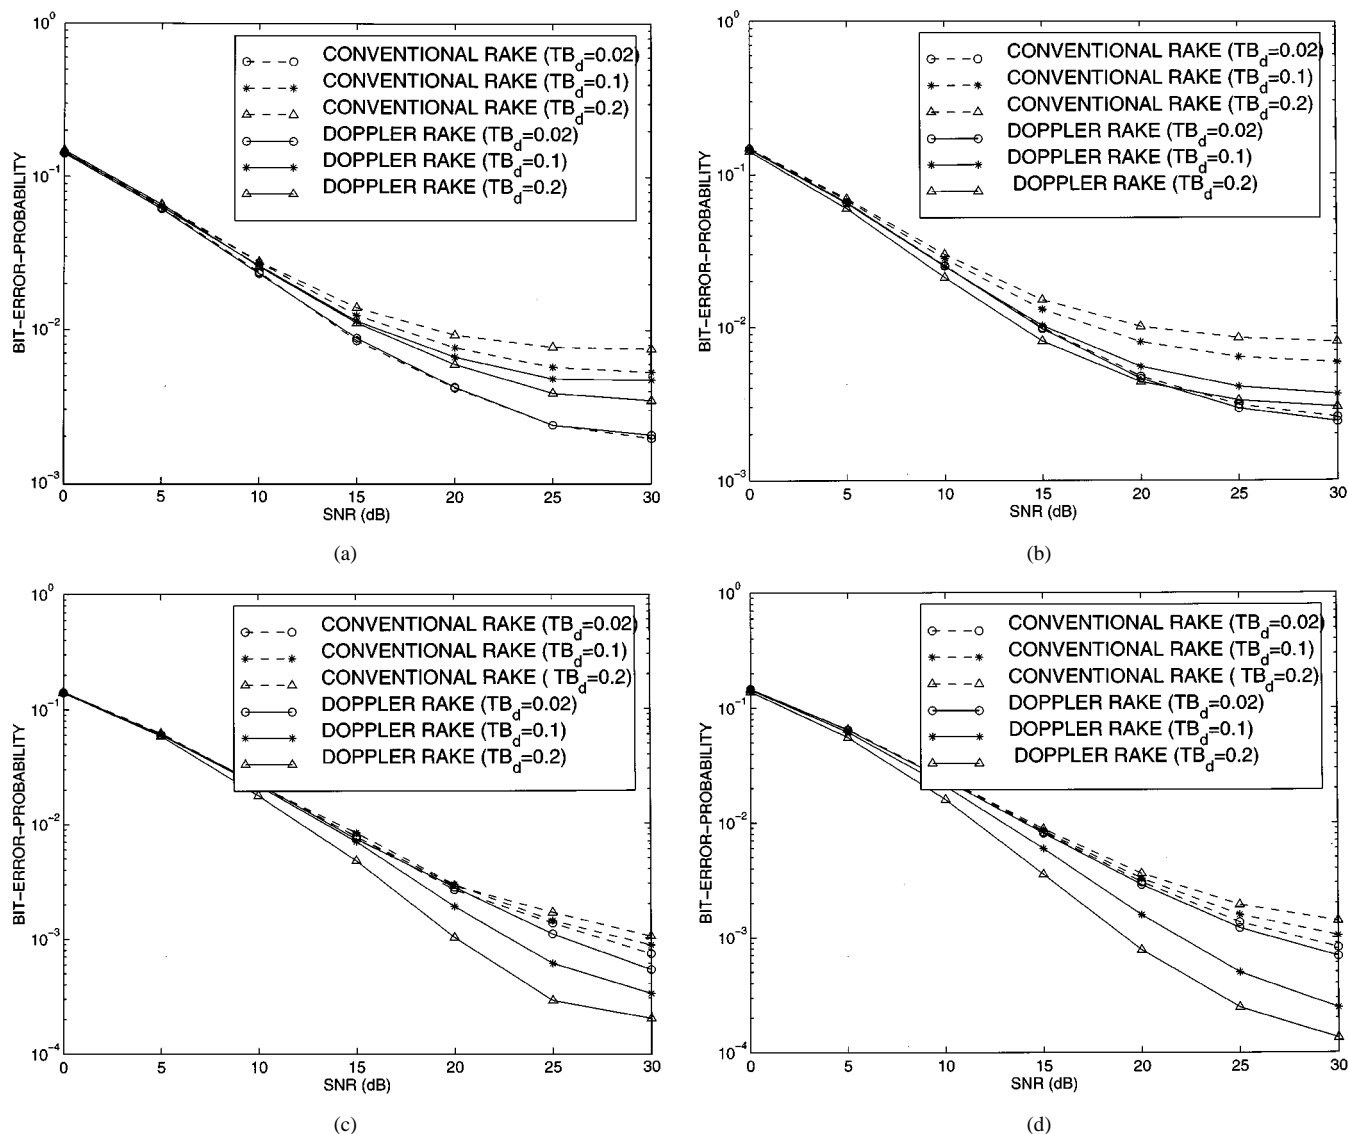 10^0
10^-1
10^-2
10^-3
BIT-ERROR-PROBABILITY
CONVENTIONAL RAKE (TB_d=0.02)
CONVENTIONAL RAKE (TB_d=0.1)
CONVENTIONAL RAKE (TB_d=0.2)
DOPPLER RAKE (TB_d=0.02)
DOPPLER RAKE (TB_d=0.1)
DOPPLER RAKE (TB_d=0.2)
0 5 10 15 20 25 30
SNR (dB)
(a)
10^0
10^-1
10^-2
10^-3
BIT-ERROR-PROBABILITY
CONVENTIONAL RAKE (TB_d=0.02)
CONVENTIONAL RAKE (TB_d=0.1)
CONVENTIONAL RAKE (TB_d=0.2)
DOPPLER RAKE (TB_d=0.02)
DOPPLER RAKE (TB_d=0.1)
DOPPLER RAKE (TB_d=0.2)
0 5 10 15 20 25 30
SNR (dB)
(b)
10^0
10^-1
10^-2
10^-3
10^-4
BIT-ERROR-PROBABILITY
CONVENTIONAL RAKE (TB_d=0.02)
CONVENTIONAL RAKE (TB_d=0.1)
CONVENTIONAL RAKE ( TB_d=0.2)
DOPPLER RAKE (TB_d=0.02)
DOPPLER RAKE (TB_d=0.1)
DOPPLER RAKE (TB_d=0.2)
0 5 10 15 20 25 30
SNR (dB)
(c)
10^0
10^-1
10^-2
10^-3
10^-4
BIT-ERROR-PROBABILITY
CONVENTIONAL RAKE (TB_d=0.02)
CONVENTIONAL RAKE (TB_d=0.1)
CONVENTIONAL RAKE (TB_d=0.2)
DOPPLER RAKE (TB_d=0.02)
DOPPLER RAKE (TB_d=0.1)
DOPPLER RAKE (TB_d=0.2)
0 5 10 15 20 25 30
SNR (dB)
(d)